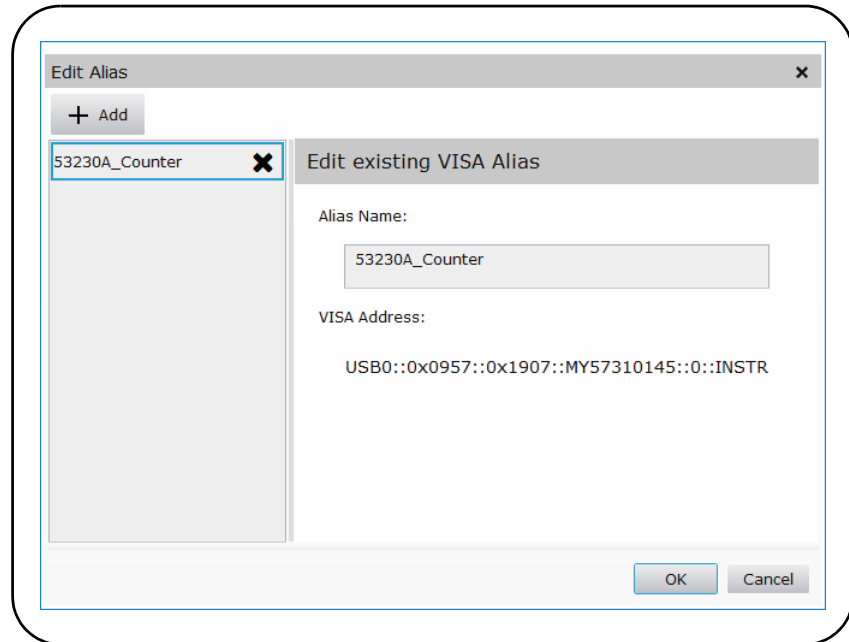 Edit Alias
Add
53230A_Counter
Edit existing VISA Alias
Alias Name:
53230A_Counter
VISA Address:
USB0::0x0957::0x1907::MY57310145::0::INSTR
OK Cancel